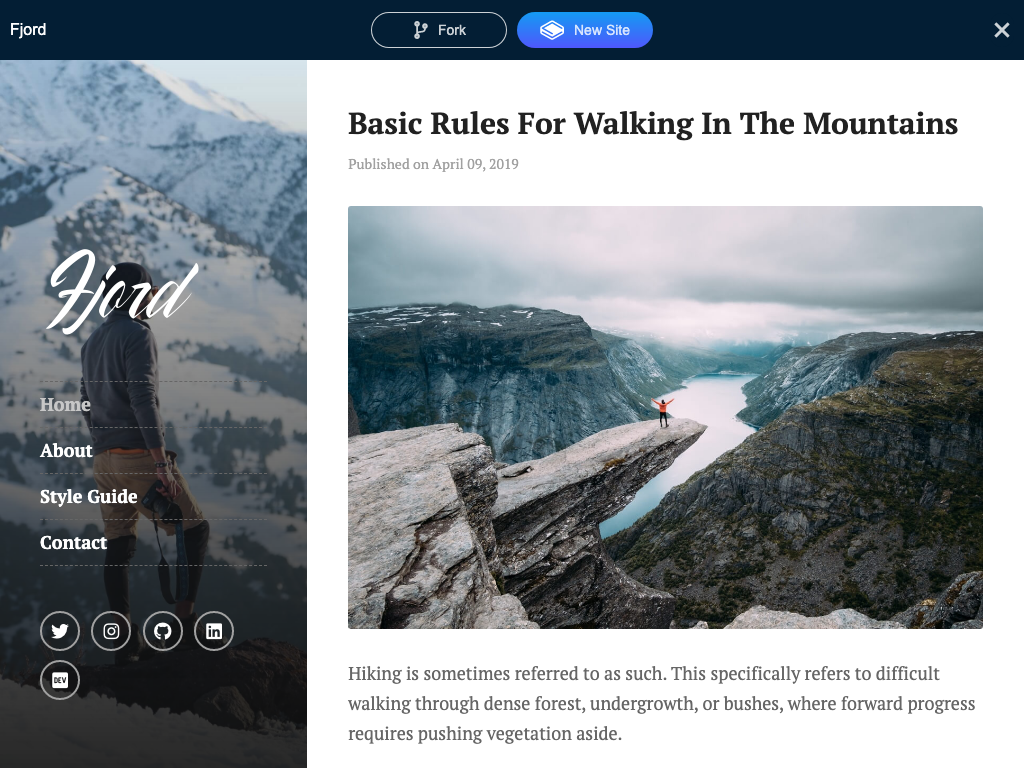 Fjord
Fork
New Site
Fjord
Home
About
Style Guide
Contact
DEV
Basic Rules For Walking In The Mountains
Published on April 09, 2019
Hiking is sometimes referred to as such. This specifically refers to difficult
walking through dense forest, undergrowth, or bushes, where forward progress
requires pushing vegetation aside.